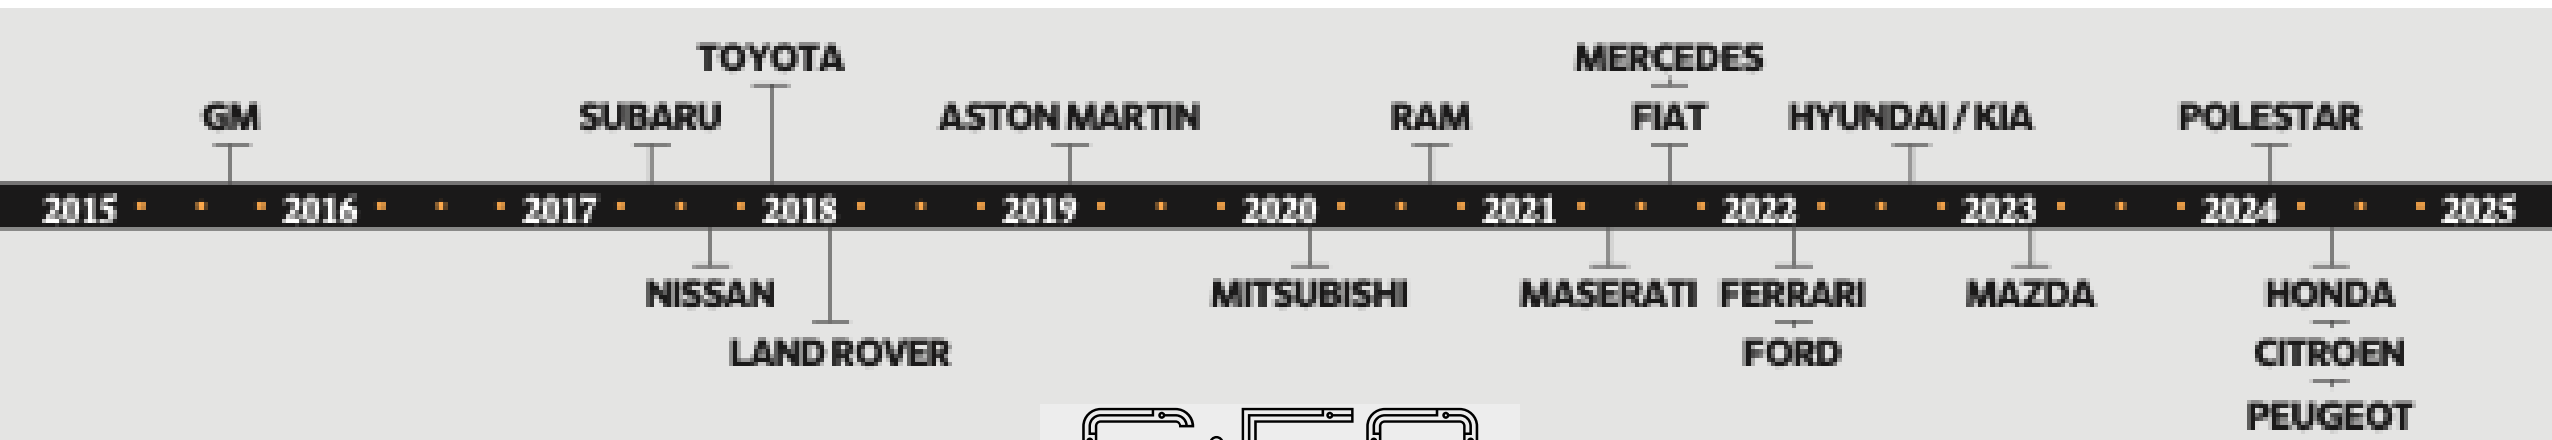 TOYOTA MERCEDES
GM SUBARU ASTON MARTIN RAM FIAT HYUNDAI / KIA POLESTAR
2015 2016 2017 2018 2019 2020 2021 2022 2023 2024 2025
NISSAN MITSUBISHI MASERATI FERRARI MAZDA HONDA
LAND ROVER FORD CITROEN
PEUGEOT